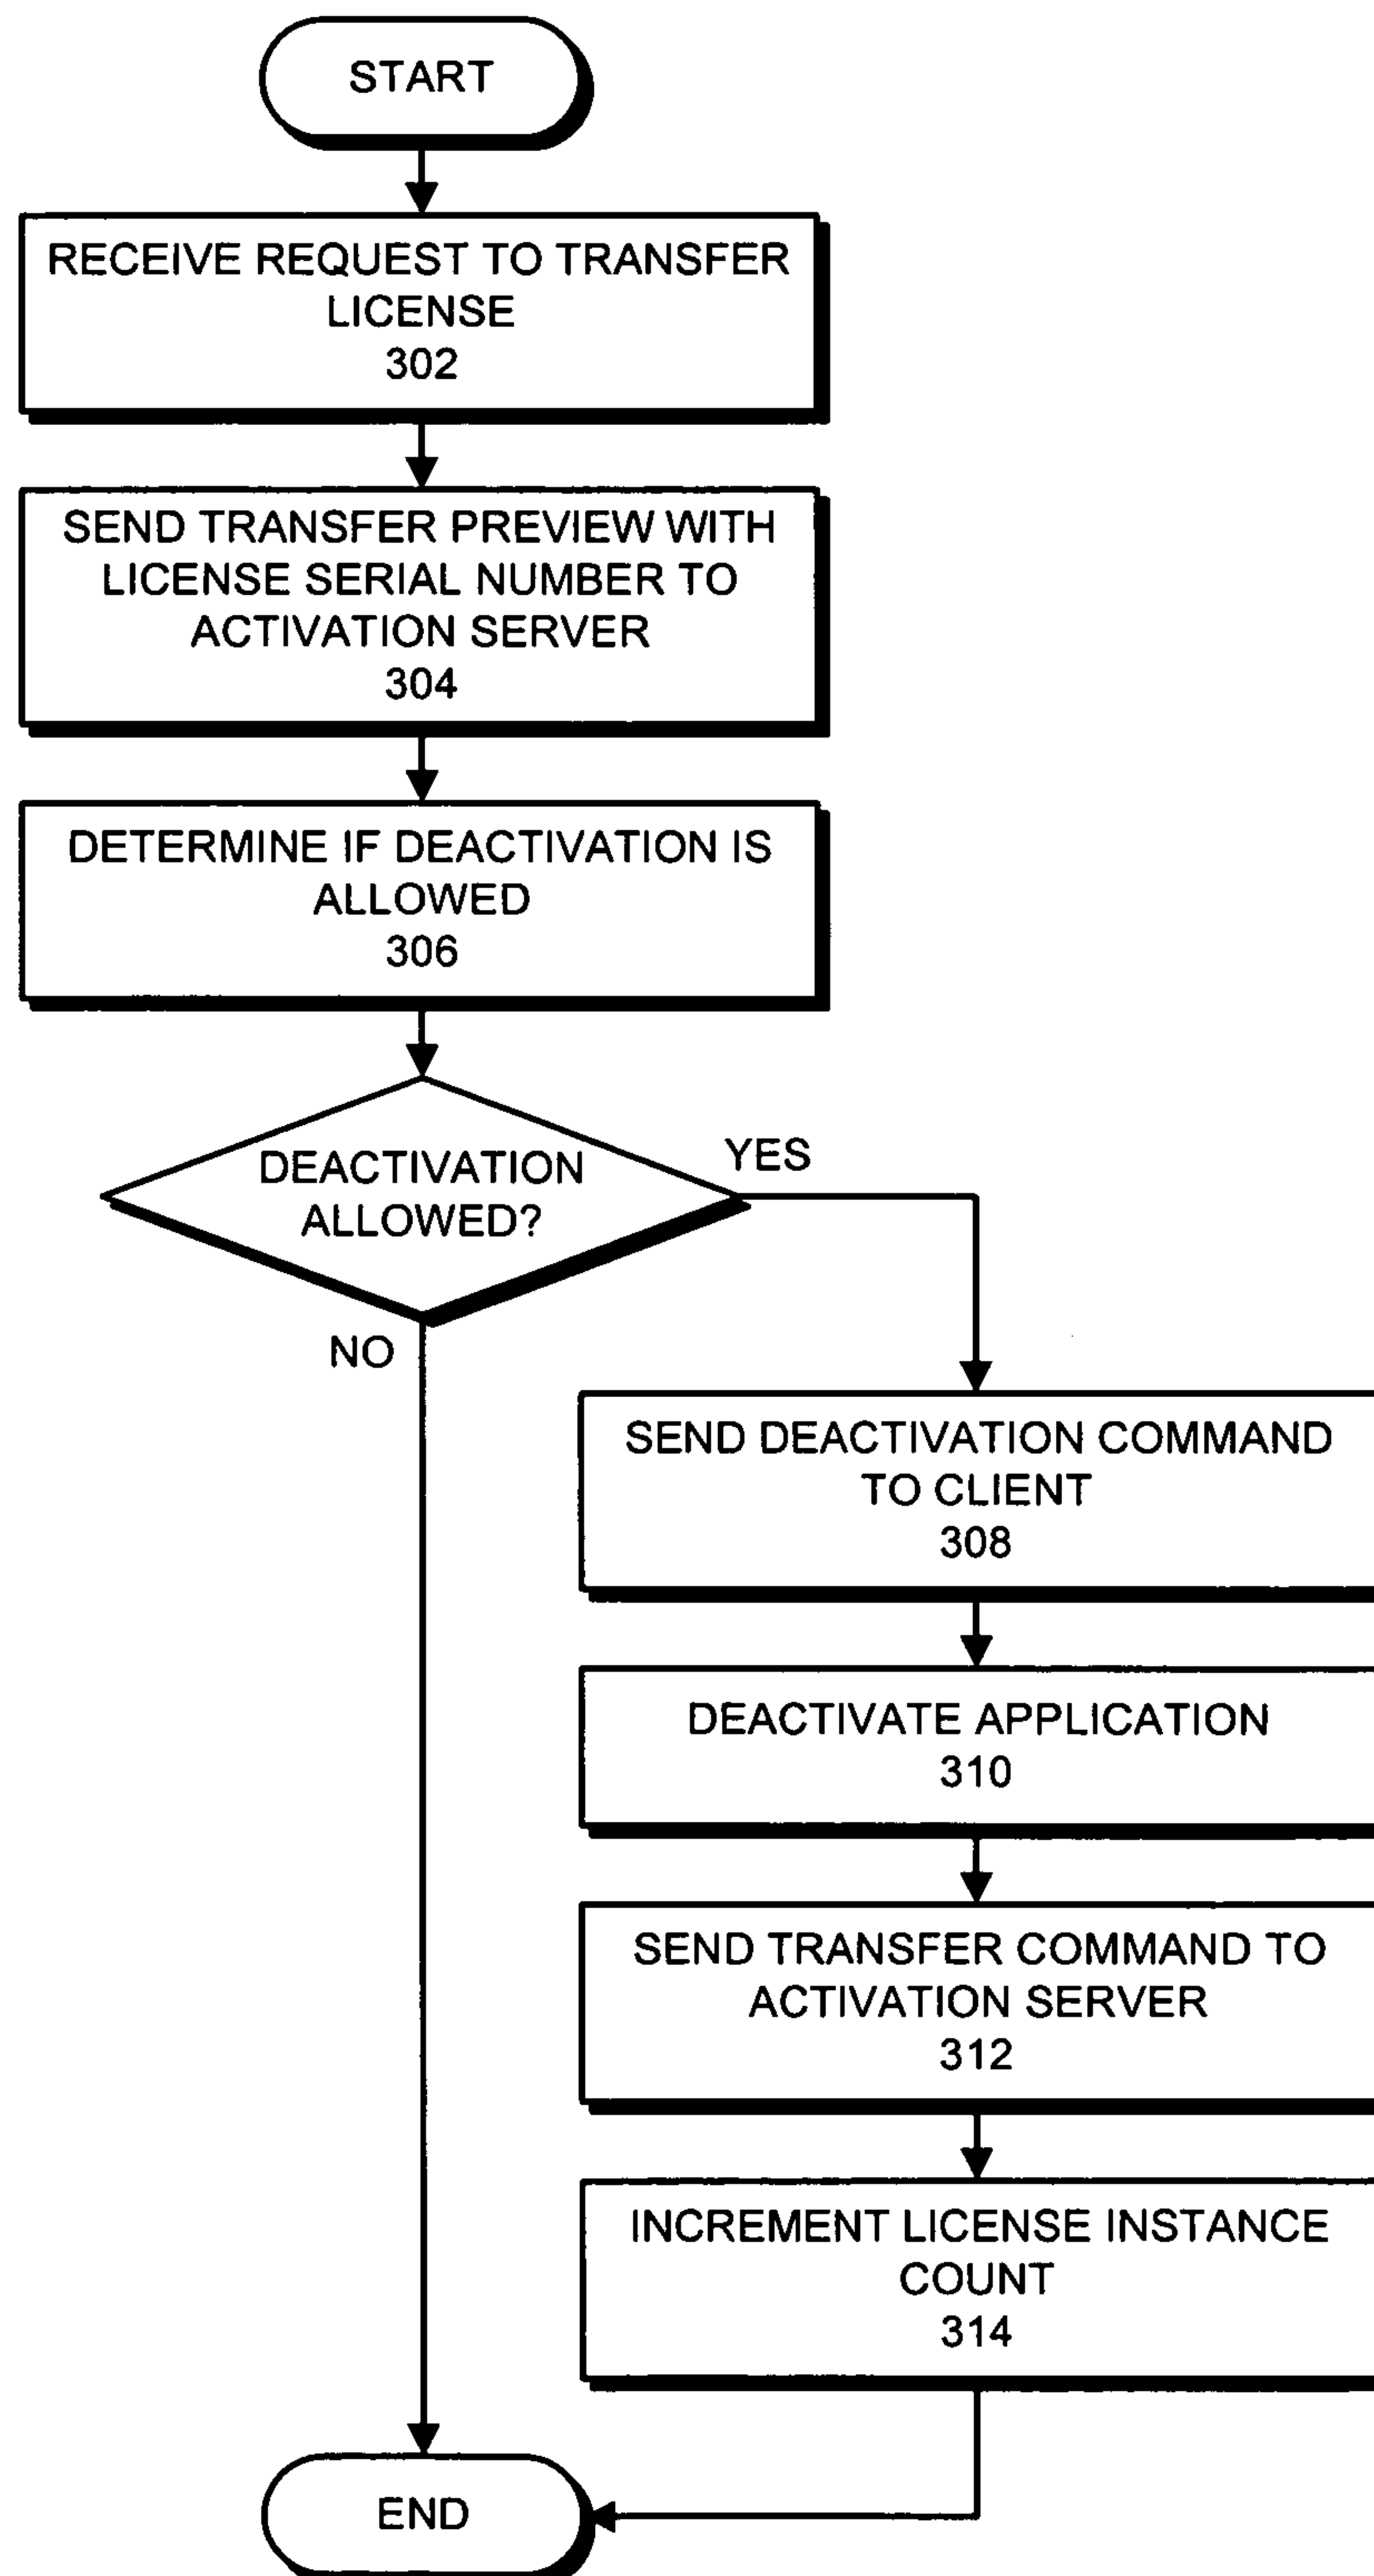 START
RECEIVE REQUEST TO TRANSFER
LICENSE
302
SEND TRANSFER PREVIEW WITH
LICENSE SERIAL NUMBER TO
ACTIVATION SERVER
304
DETERMINE IF DEACTIVATION IS
ALLOWED
306
DEACTIVATION
ALLOWED?
YES
NO
SEND DEACTIVATION COMMAND
TO CLIENT
308
DEACTIVATE APPLICATION
310
SEND TRANSFER COMMAND TO
ACTIVATION SERVER
312
INCREMENT LICENSE INSTANCE
COUNT
314
END